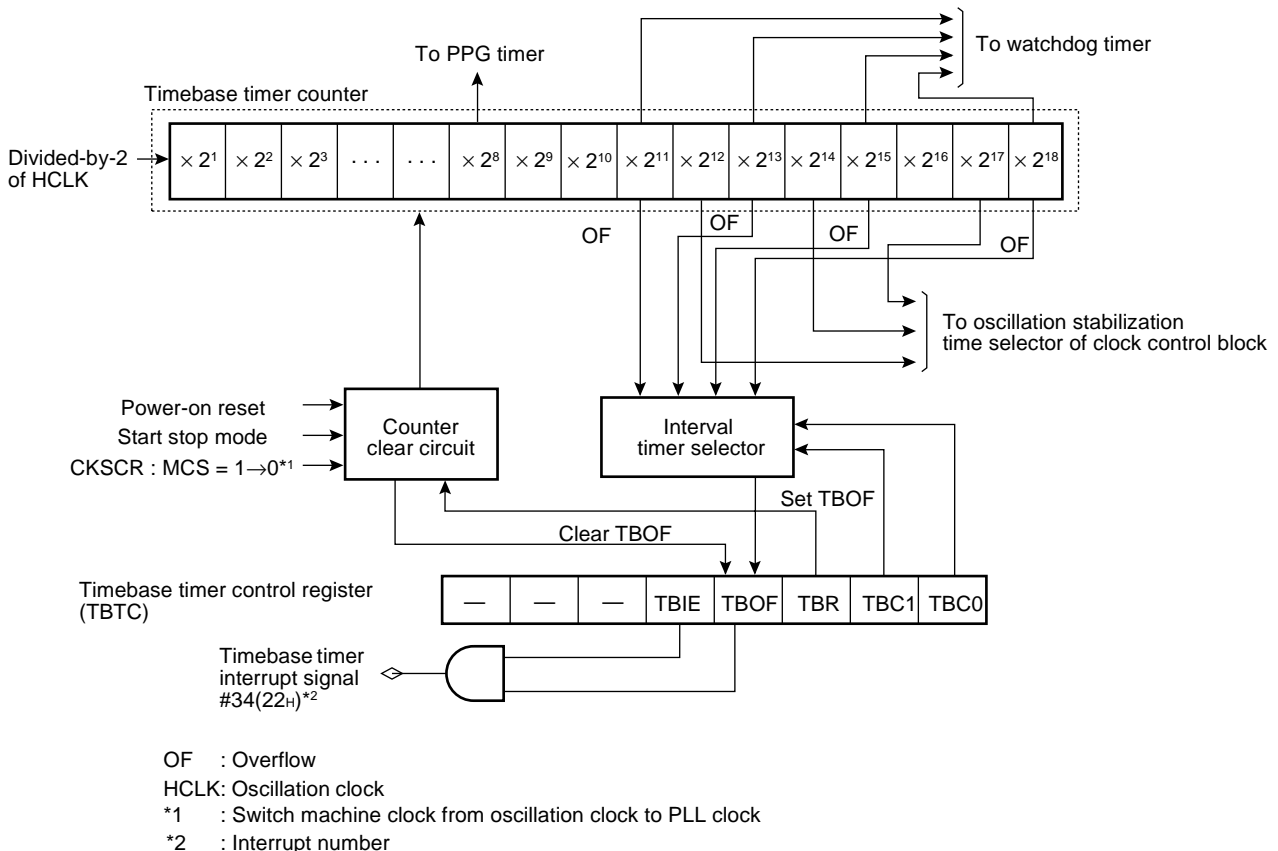 To PPG timer
To watchdog timer
Timebase timer counter
Divided-by-2
of HCLK
× 2¹ × 2² × 2³ · · · · · · × 2⁸ × 2⁹ × 2¹⁰ × 2¹¹ × 2¹² × 2¹³ × 2¹⁴ × 2¹⁵ × 2¹⁶ × 2¹⁷ × 2¹⁸
OF OF OF OF
To oscillation stabilization
time selector of clock control block
Power-on reset
Start stop mode
CKSCR : MCS = 1→0*¹
Counter
clear circuit
Interval
timer selector
Set TBOF
Clear TBOF
Timebase timer control register
(TBTC)
— — — TBIE TBOF TBR TBC1 TBC0
Timebase timer
interrupt signal
#34(22H)*²
OF : Overflow
HCLK: Oscillation clock
*1 : Switch machine clock from oscillation clock to PLL clock
*2 : Interrupt number